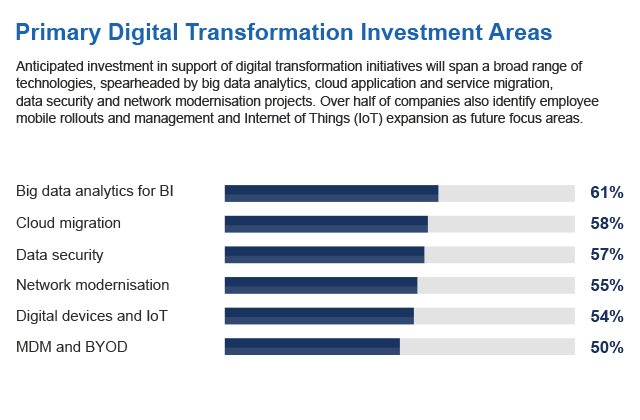 Primary Digital Transformation Investment Areas
Anticipated investment in support of digital transformation initiatives will span a broad range of
technologies, spearheaded by big data analytics, cloud application and service migration,
data security and network modernisation projects. Over half of companies also identify employee
mobile rollouts and management and Internet of Things (IoT) expansion as future focus areas.
Big data analytics for BI 61%
Cloud migration 58%
Data security 57%
Network modernisation 55%
Digital devices and IoT 54%
MDM and BYOD 50%